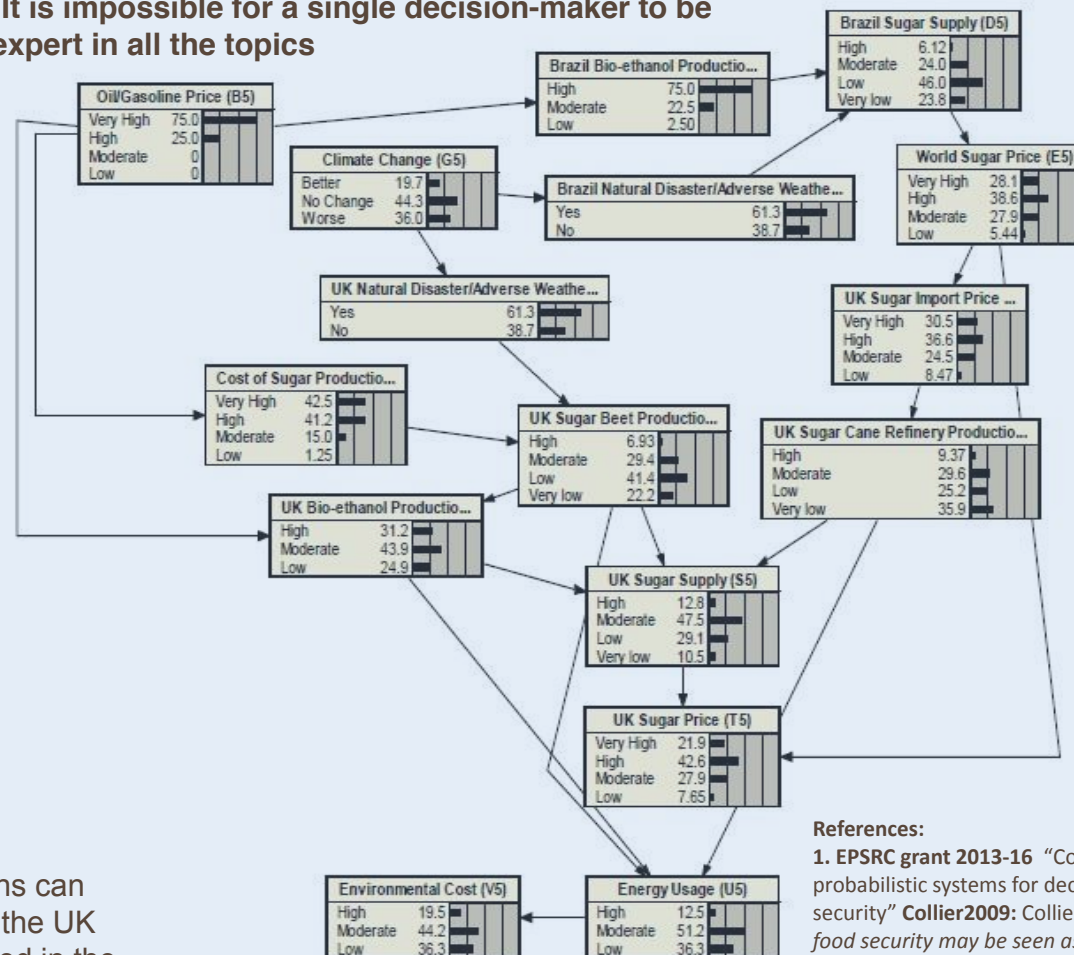 It is impossible for a single decision-maker to be
expert in all the topics
Oil/Gasoline Price (B5)
Very High 75.0
High 25.0
Moderate 0
Low 0
Climate Change (G5)
Better 19.7
No Change 44.3
Worse 36.0
Brazil Bio-ethanol Productio...
High 75.0
Moderate 22.5
Low 2.50
Brazil Sugar Supply (D5)
High 6.12
Moderate 24.0
Low 46.0
Very low 23.8
Brazil Natural Disaster/Adverse Weathe...
Yes 61.3
No 38.7
World Sugar Price (E5)
Very High 28.1
High 38.6
Moderate 27.9
Low 5.44
UK Natural Disaster/Adverse Weathe...
Yes 61.3
No 38.7
UK Sugar Import Price ...
Very High 30.5
High 36.6
Moderate 24.5
Low 8.47
Cost of Sugar Productio...
Very High 42.5
High 41.2
Moderate 15.0
Low 1.25
UK Sugar Beet Productio...
High 6.93
Moderate 29.4
Low 41.4
Very low 22.2
UK Sugar Cane Refinery Productio...
High 9.37
Moderate 29.6
Low 25.2
Very low 35.9
UK Bio-ethanol Productio...
High 31.2
Moderate 43.9
Low 24.9
UK Sugar Supply (S5)
High 12.8
Moderate 47.5
Low 29.1
Very low 10.5
UK Sugar Price (T5)
Very High 21.9
High 42.6
Moderate 27.9
Low 7.65
Environmental Cost (V5)
High 19.5
Moderate 44.2
Low 36.3
Energy Usage (U5)
High 12.5
Moderate 51.2
Low 36.3
ns can
the UK
ed in the
References:
1. EPSRC grant 2013-16 "Co
probabilistic systems for dec
security" Collier2009: Collie
food security may be seen as